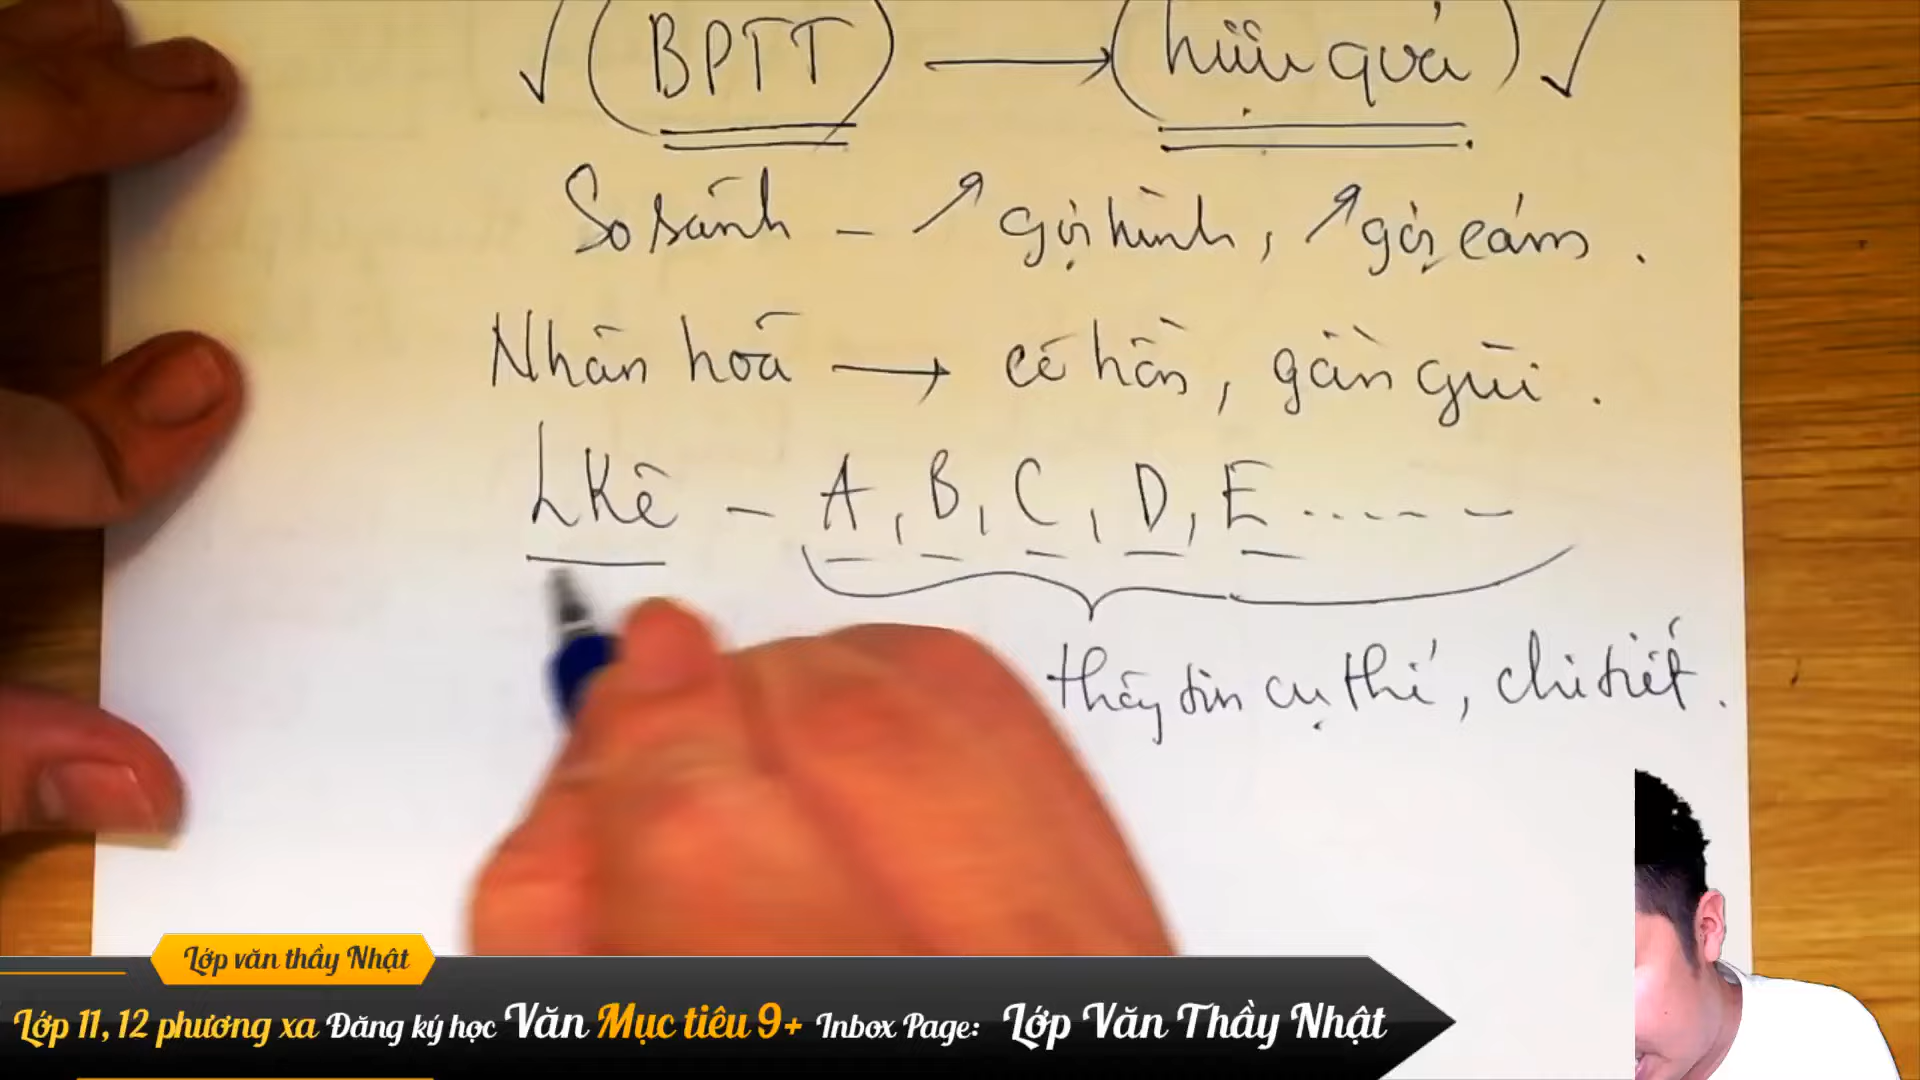 √ (BPTT) → (hiệu quả) √
So sánh - ↗ gợi hình, ↗ gợi cảm.
Nhân hoá → có hồn, gần gũi.
LKê - A, B, C, D, E ..... -
thấy đin cụ thể, chi tiết.
Lớp văn thầy Nhật
Lớp 11, 12 phương xa Đăng ký học Văn Mục tiêu 9+ Inbox Page: Lớp Văn Thầy Nhật